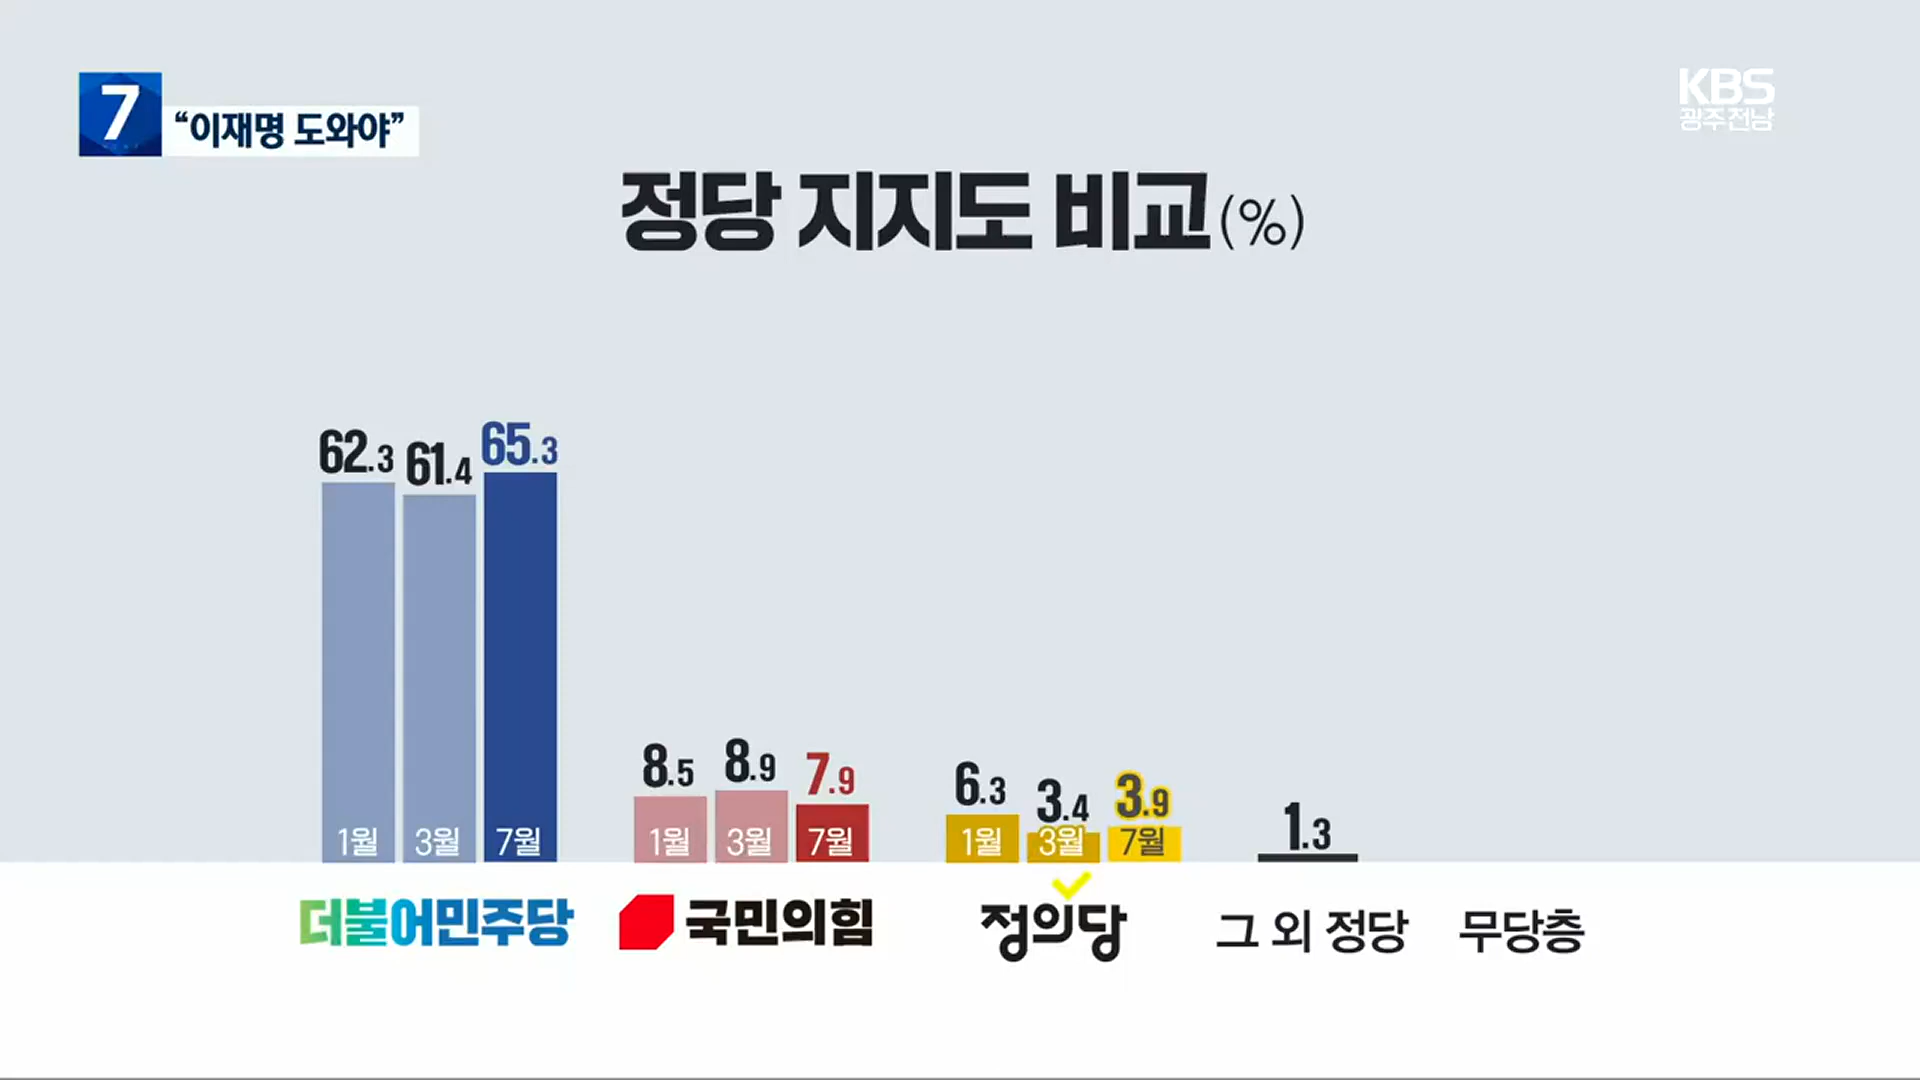 7
“이재명 도와야”
KBS
광주전남
정당 지지도 비교(%)
62.3 61.4 65.3
8.5 8.9 7.9
6.3 3.4 3.9
1.3
1월 3월 7월
1월 3월 7월
1월 3월 7월
더불어민주당
국민의힘
정의당
그 외 정당
무당층